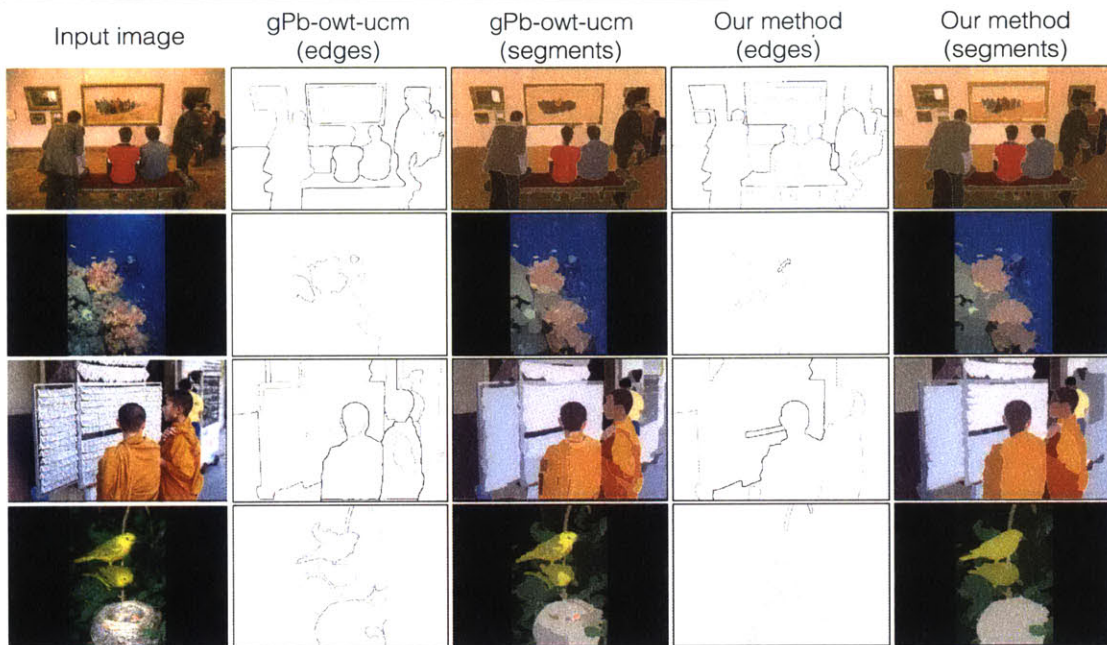 Input image
gPb-owt-ucm
(edges)
gPb-owt-ucm
(segments)
Our method
(edges)
Our method
(segments)